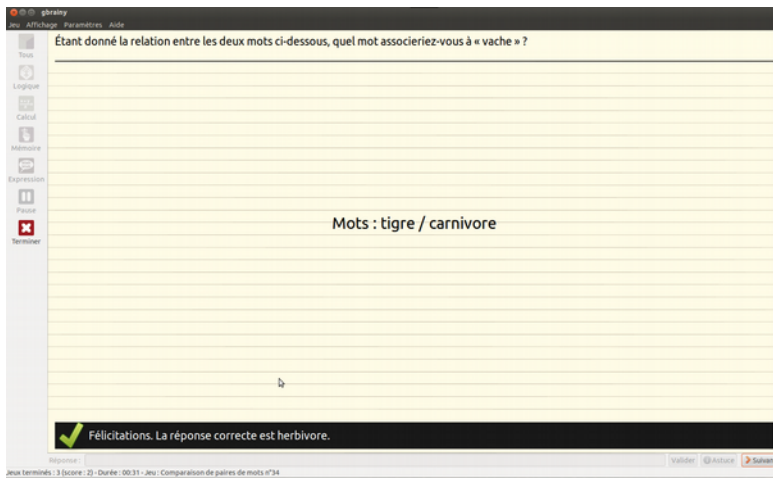 gbrainy
Jeu Affichage Paramètres Aide
Étant donné la relation entre les deux mots ci-dessous, quel mot associeriez-vous à « vache » ?
Tous
Logique
Calcul
Mémoire
Expression
Pause
Terminer
Mots : tigre / carnivore
Félicitations. La réponse correcte est herbivore.
Réponse : Valider Astuce Suivan
Jeux terminés : 3 (score : 2) - Durée : 00:31 - Jeu : Comparaison de paires de mots n°34